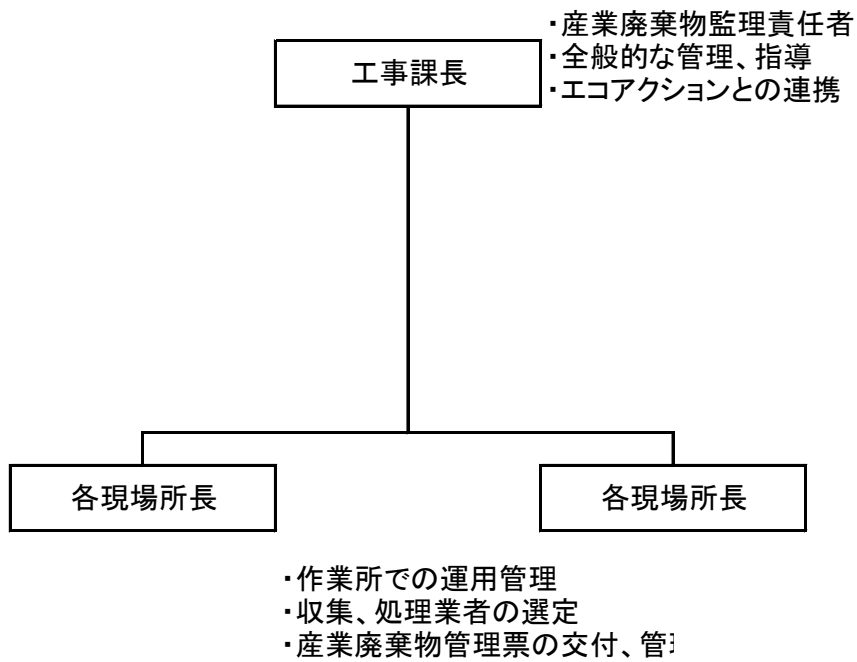 ・産業廃棄物監理責任者
工事課長
・全般的な管理、指導
・エコアクションとの連携
各現場所長
各現場所長
・作業所での運用管理
・収集、処理業者の選定
・産業廃棄物管理票の交付、管